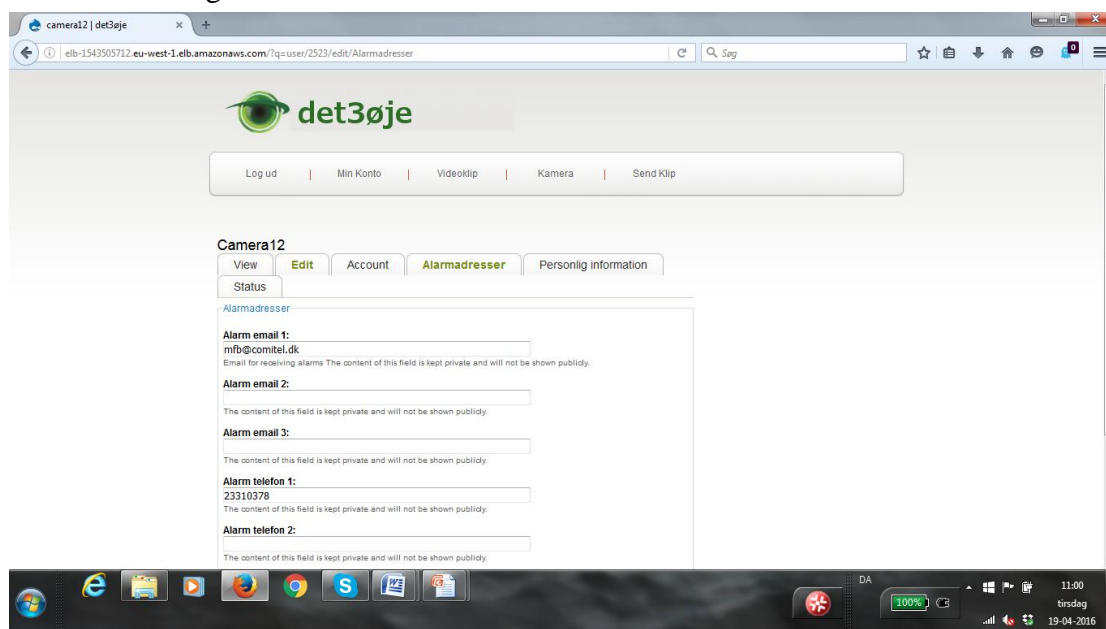 camera12 | det3øje
elb-1543505712.eu-west-1.elb.amazonaws.com/?q=user/2523/edit/Alarmadresser
Søg
0
det3øje
Log ud | Min Konto | Videoklip | Kamera | Send Klip
Camera12
View Edit Account Alarmadresser Personlig information
Status
Alarmadresser
Alarm email 1:
mfb@comitel.dk
Email for receiving alarms The content of this field is kept private and will not be shown publicly.
Alarm email 2:
The content of this field is kept private and will not be shown publicly.
Alarm email 3:
The content of this field is kept private and will not be shown publicly.
Alarm telefon 1:
23310378
The content of this field is kept private and will not be shown publicly.
Alarm telefon 2:
The content of this field is kept private and will not be shown publicly.
DA
100%
11:00
tirsdag
19-04-2016